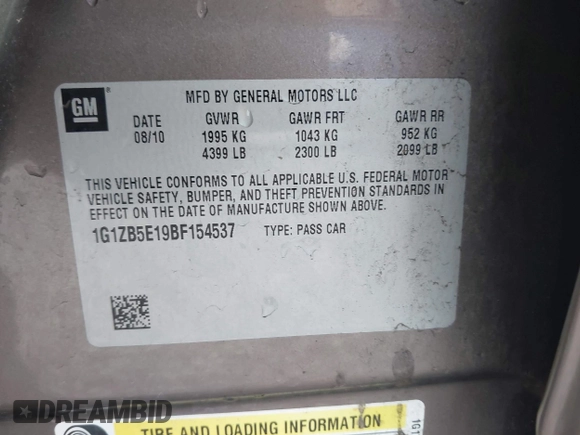 GM
®
MFD BY GENERAL MOTORS LLC
DATE GVWR GAWR FRT GAWR RR
08/10 1995 KG 1043 KG 952 KG
4399 LB 2300 LB 2099 LB
THIS VEHICLE CONFORMS TO ALL APPLICABLE U.S. FEDERAL MOTOR
VEHICLE SAFETY, BUMPER, AND THEFT PREVENTION STANDARDS IN
EFFECT ON THE DATE OF MANUFACTURE SHOWN ABOVE.
1G1ZB5E19BF154537 TYPE: PASS CAR
DREAMBID
TIRE AND LOADING INFORMATION
1G1